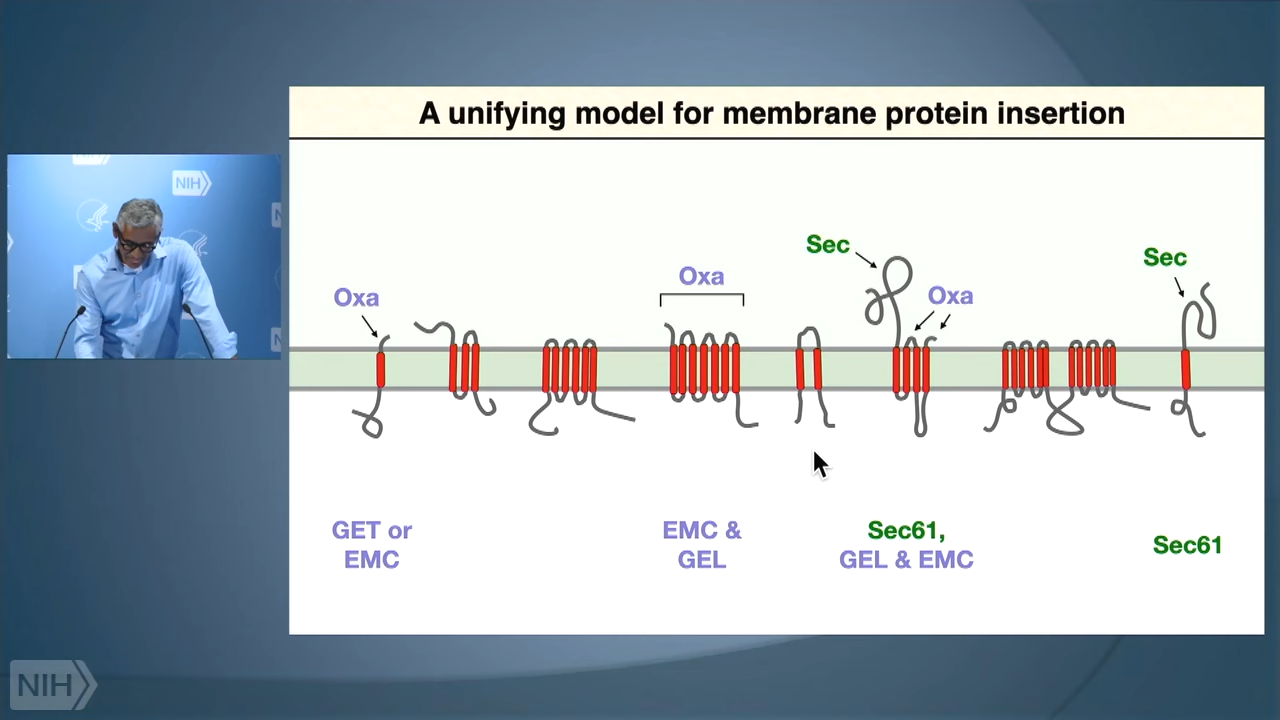 A unifying model for membrane protein insertion
NIH
Sec
Sec
Oxa
Oxa
Oxa
GET or
EMC
EMC &
GEL
Sec61,
GEL & EMC
Sec61
NIH